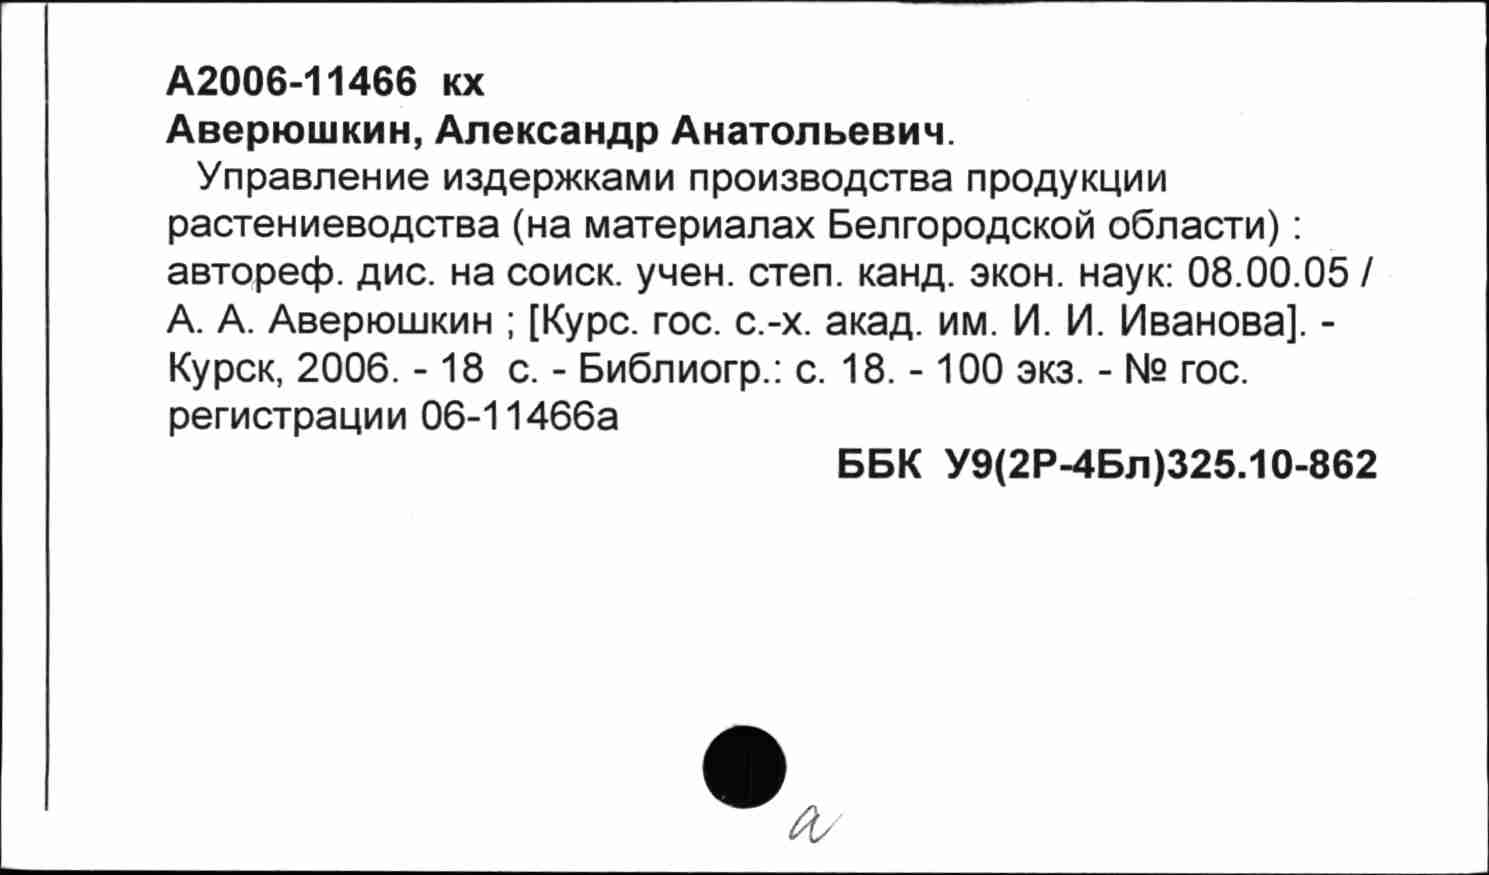 А2006-11466 кх
Аверюшкин, Александр Анатольевич.
Управление издержками производства продукции
растениеводства (на материалах Белгородской области) :
автореф. дис. на соиск. учен. степ. канд. экон. наук: 08.00.05 /
А. А. Аверюшкин ; [Курс. гос. с.-х. акад. им. И. И. Иванова]. -
Курск, 2006. - 18 с. - Библиогр.: с. 18. - 100 экз. - № гос.
регистрации 06-11466а
ББК У9(2Р-4Бл)325.10-862
а